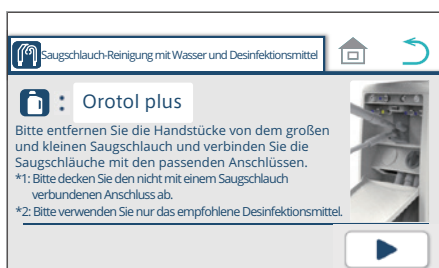 Saugschlauch-Reinigung mit Wasser und Desinfektionsmittel
: Orotol plus
Bitte entfernen Sie die Handstücke von dem großen
und kleinen Saugschlauch und verbinden Sie die
Saugschläuche mit den passenden Anschlüssen.
*1: Bitte decken Sie den nicht mit einem Saugschlauch
verbundenen Anschluss ab.
*2: Bitte verwenden Sie nur das empfohlene Desinfektionsmittel.